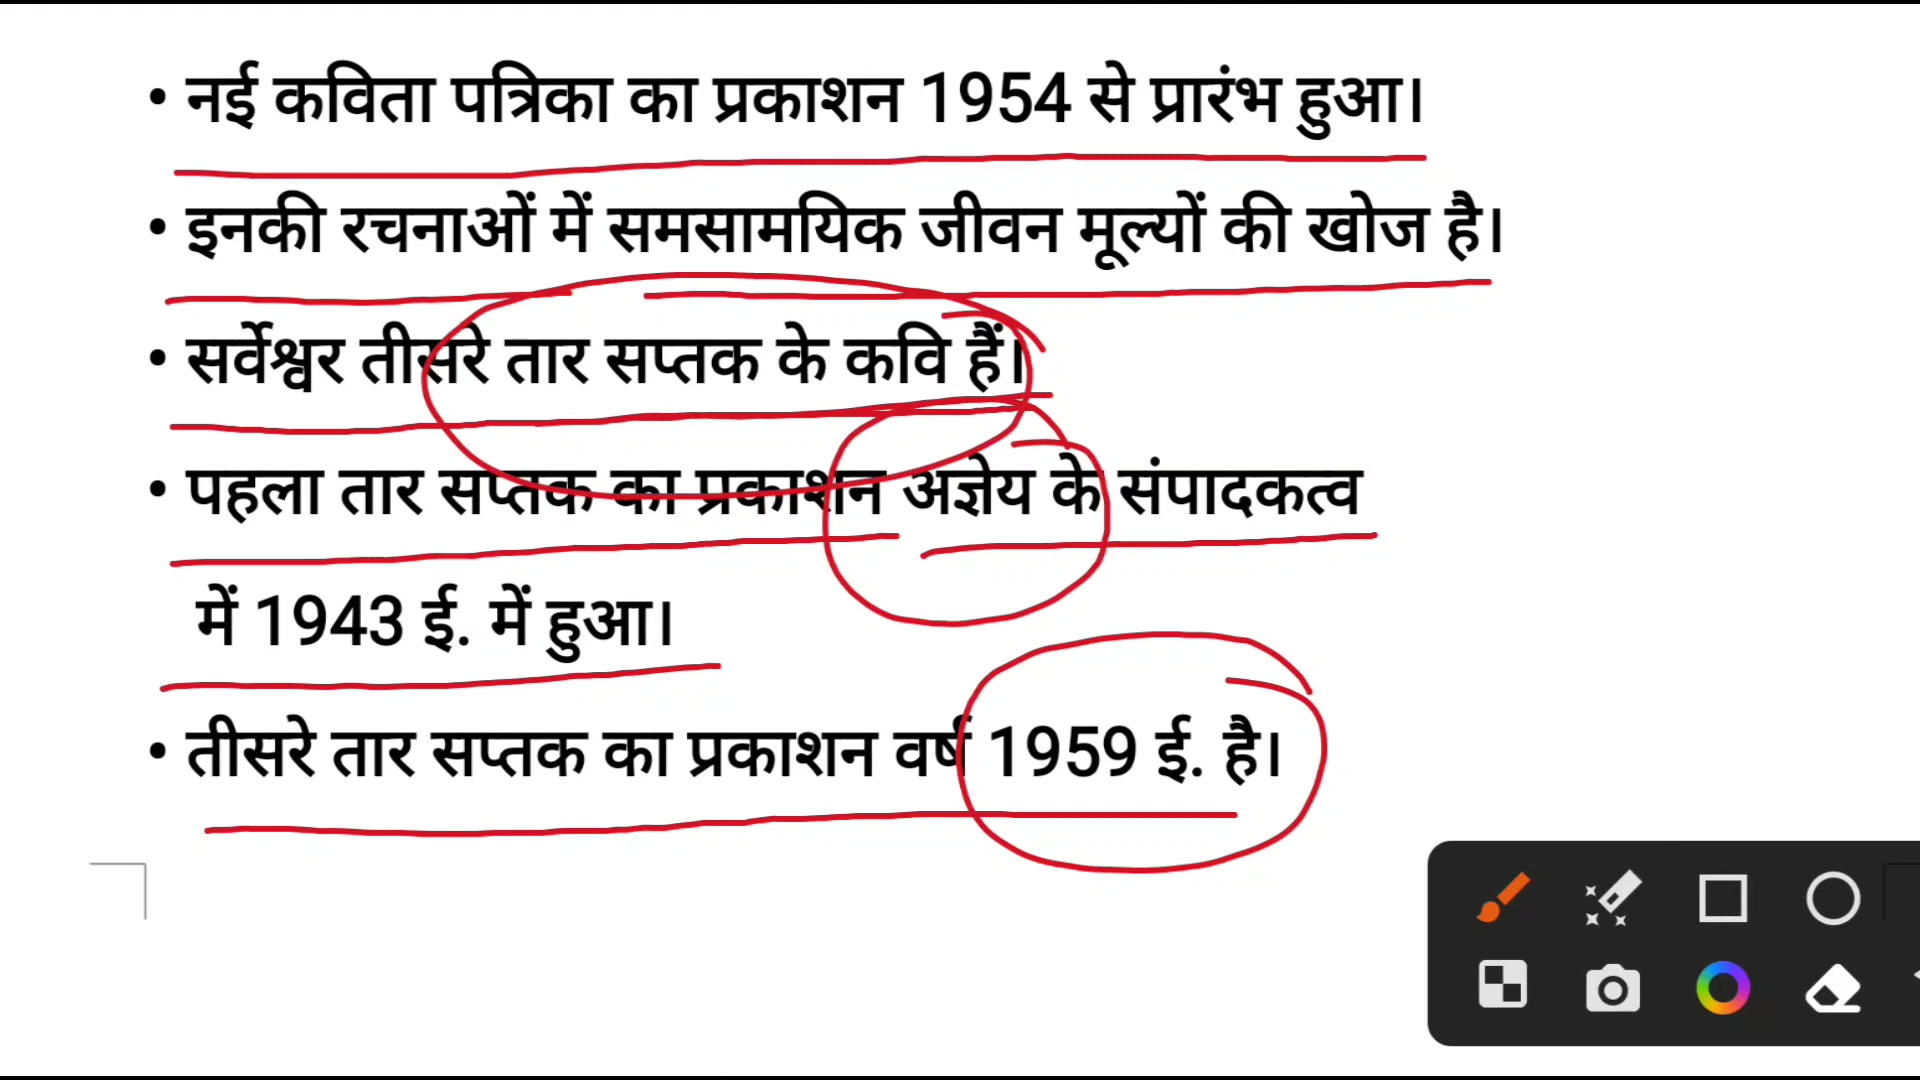 • नई कविता पत्रिका का प्रकाशन 1954 से प्रारंभ हुआ।
• इनकी रचनाओं में समसामयिक जीवन मूल्यों की खोज है।
• सर्वेश्वर तीसरे तार सप्तक के कवि हैं।
• पहला तार सप्तक का प्रकाशन अज्ञेय के संपादकत्व
में 1943 ई. में हुआ।
• तीसरे तार सप्तक का प्रकाशन वर्ष 1959 ई. है।